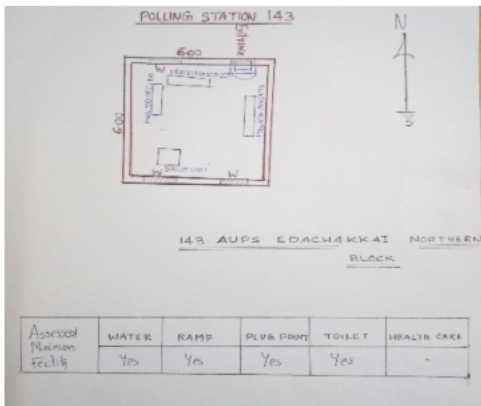 POLLING STATION 143
Entrance
N
600
W
600
S
W
W
143 AUPS EDACHAKKAI NORTHERN
BLOCK
Assessed Minimum Facility WATER RAMP PLUG POINT TOILET HEALTH CARE
Yes Yes Yes Yes -